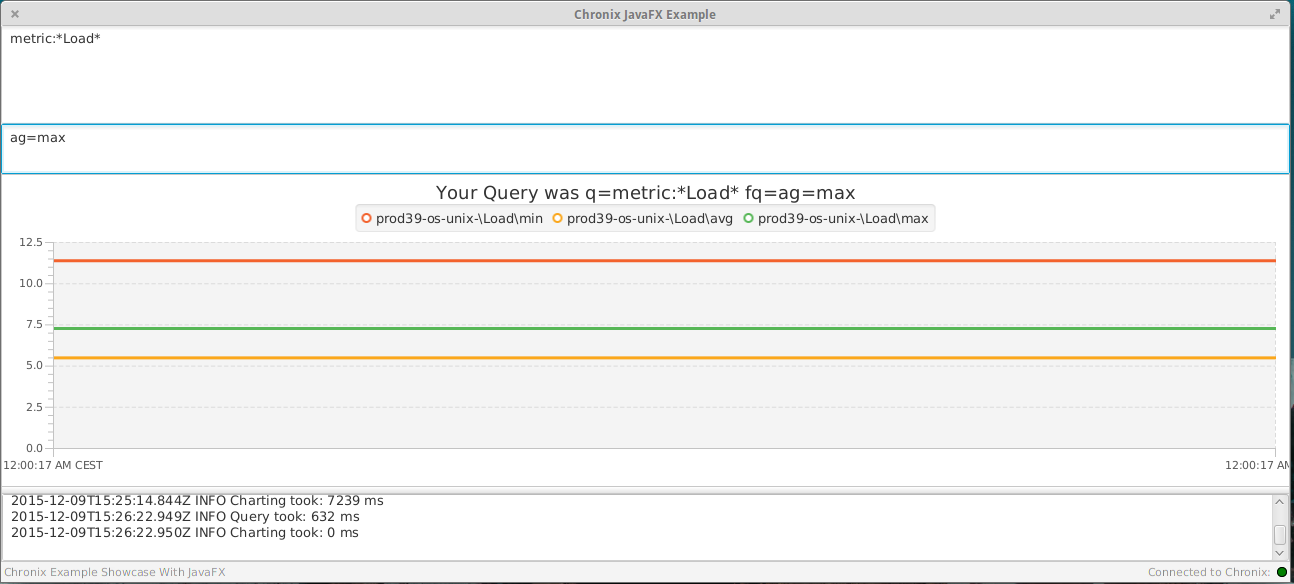 Chronix JavaFX Example
metric:*Load*
ag=max
Your Query was q=metric:*Load* fq=ag=max
prod39-os-unix-\Load\min prod39-os-unix-\Load\avg prod39-os-unix-\Load\max
12.5
10.0
7.5
5.0
2.5
0.0
12:00:17 AM CEST 12:00:17 AM
2015-12-09T15:25:14.844Z INFO Charting took: 7239 ms
2015-12-09T15:26:22.949Z INFO Query took: 632 ms
2015-12-09T15:26:22.950Z INFO Charting took: 0 ms
Chronix Example Showcase With JavaFX Connected to Chronix: